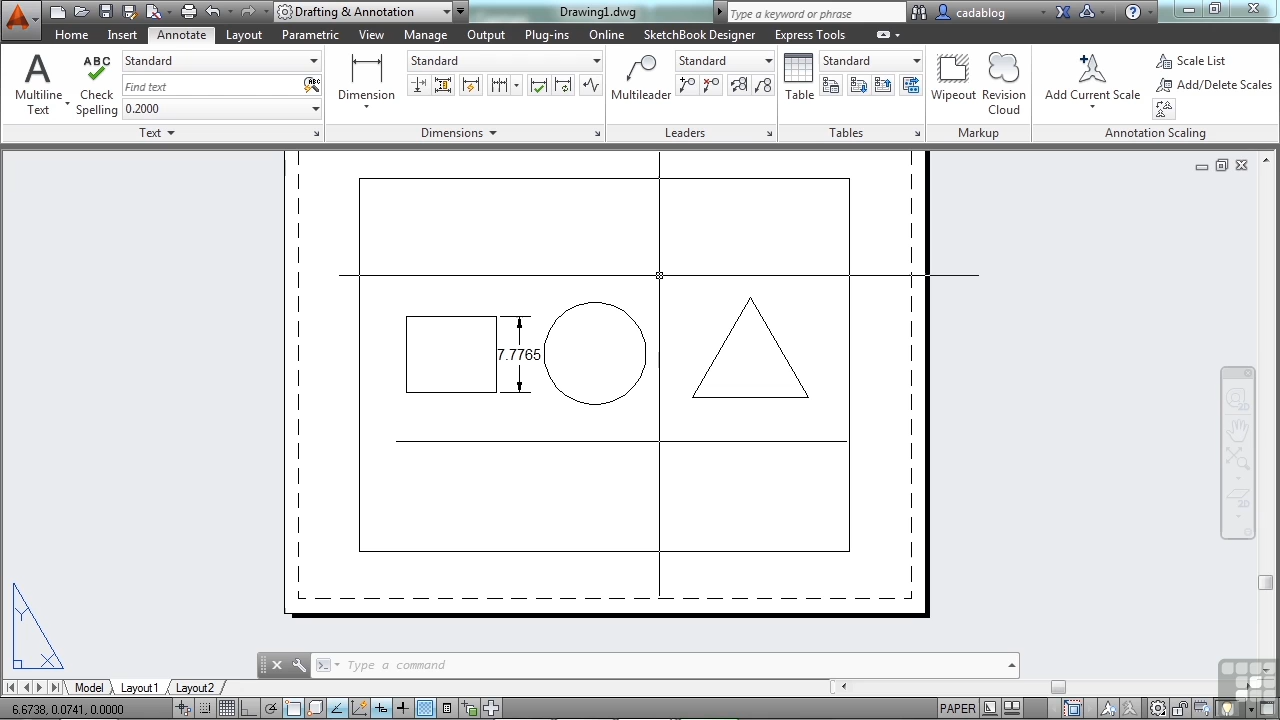 Drafting & Annotation
Drawing1.dwg
Type a keyword or phrase
cadablog
Home Insert Annotate Layout Parametric View Manage Output Plug-ins Online SketchBook Designer Express Tools
Multiline Text
ABC
Check Spelling
Standard
Find text
ABC
0.2000
Dimension
Standard
Multileader
Standard
Table
Standard
Wipeout
Revision Cloud
Add Current Scale
Scale List
Add/Delete Scales
Text
Dimensions
Leaders
Tables
Markup
Annotation Scaling
7.7765
2D
2D
Y
X
Type a command
Model Layout1 Layout2
6.6738, 0.0741, 0.0000
PAPER